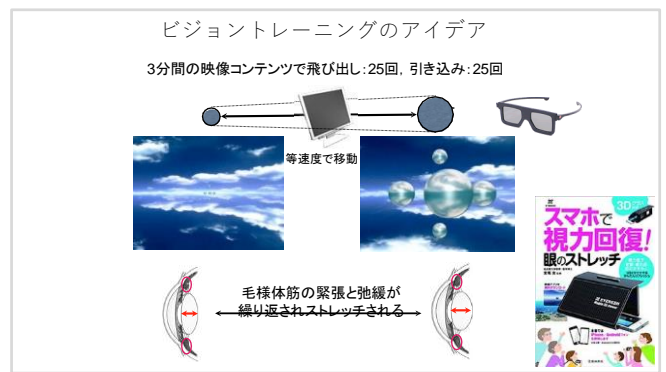 ビジョントレーニングのアイデア
3分間の映像コンテンツで飛び出し:25回, 引き込み:25回
等速度で移動
3D
スマホで
視力回復!
眼のストレッチ
毛様体筋の緊張と弛緩が
繰り返されストレッチされる